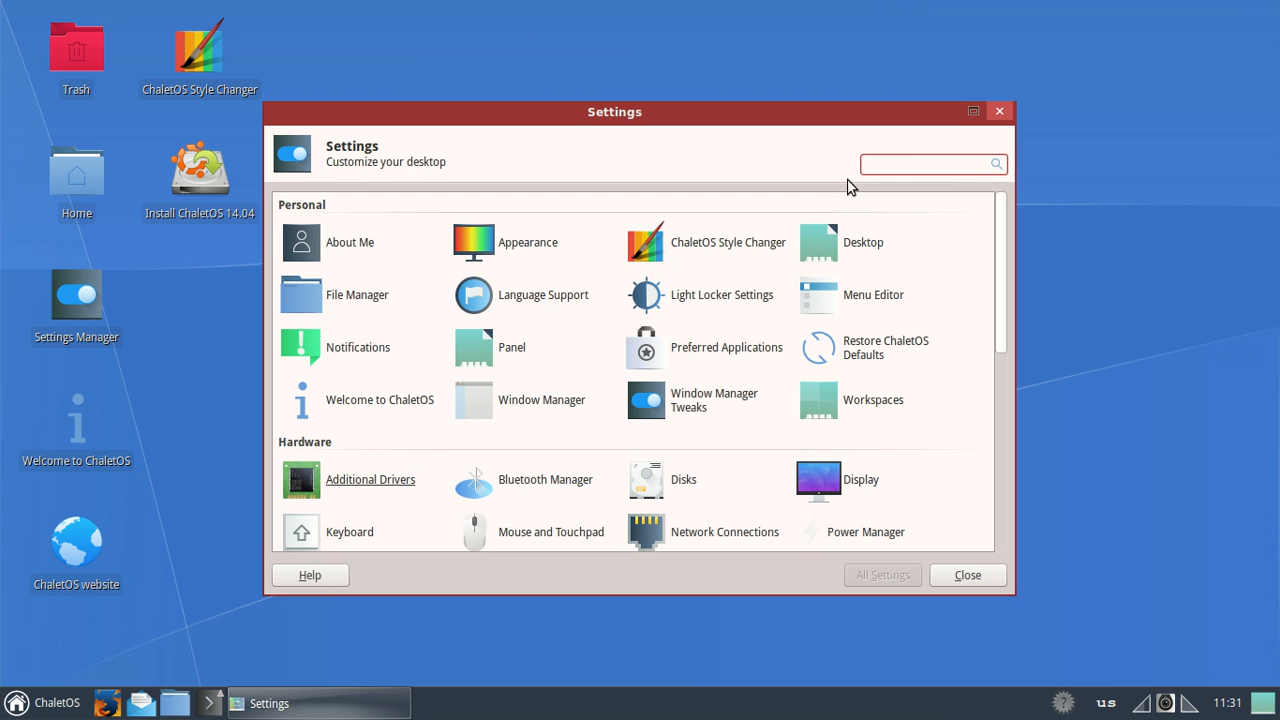 Trash
ChaletOS Style Changer
Home
Install ChaletOS 14.04
Settings Manager
Welcome to ChaletOS
ChaletOS website
Settings
Settings
Customize your desktop
Personal
About Me
Appearance
ChaletOS Style Changer
Desktop
File Manager
Language Support
Light Locker Settings
Menu Editor
Notifications
Panel
Preferred Applications
Restore ChaletOS
Defaults
Welcome to ChaletOS
Window Manager
Window Manager
Tweaks
Workspaces
Hardware
Additional Drivers
Bluetooth Manager
Disks
Display
Keyboard
Mouse and Touchpad
Network Connections
Power Manager
Help
All Settings
Close
ChaletOS
Settings
us
11:31